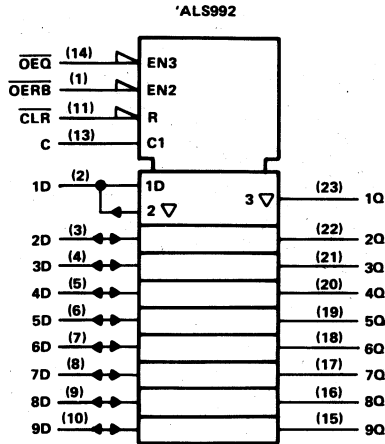 'ALS992
OEQ (14) EN3
OERB (1) EN2
CLR (11) R
C (13) C1
1D (2) 1D 3 ▽ (23) 1Q
2 ▽
2D (3) (22) 2Q
3D (4) (21) 3Q
4D (5) (20) 4Q
5D (6) (19) 5Q
6D (7) (18) 6Q
7D (8) (17) 7Q
8D (9) (16) 8Q
9D (10) (15) 9Q